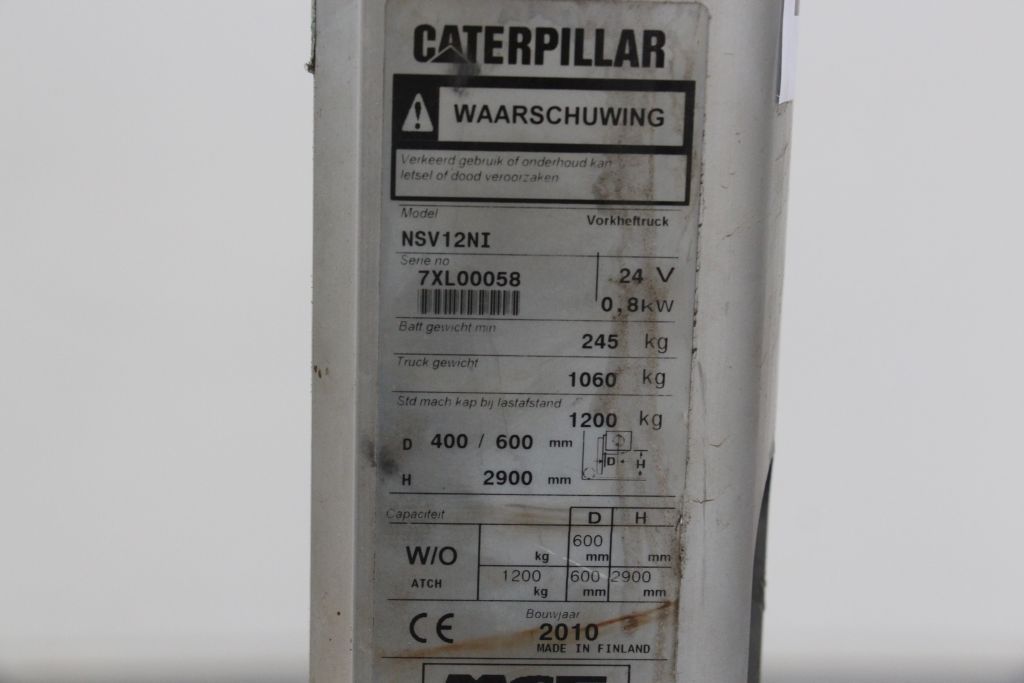 CATERPILLAR
WAARSCHUWING
Verkeerd gebruik of onderhoud kan
letsel of dood veroorzaken
Model Vorkheftruck
NSV12NI
Serie no
7XL00058 24 V
0,8kW
Batt gewicht min
245 kg
Truck gewicht
1060 kg
Std mach kap bij lastafstand
1200 kg
D 400 / 600 mm
D H
H 2900 mm
Capaciteit D H
600
W/O kg mm mm
ATCH 1200 600 2900
kg mm mm
CE Bouwjaar
2010
MADE IN FINLAND